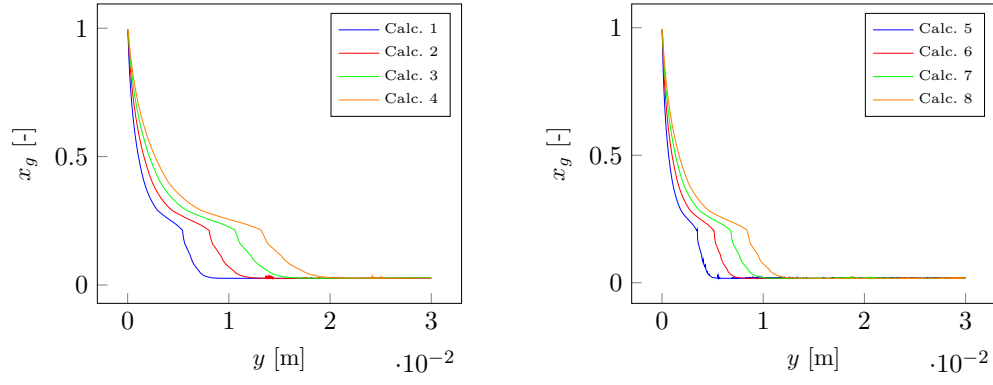 1
0.5
0
x_g [-]
0
1
2
3
y [m]
·10⁻²
Calc. 1
Calc. 2
Calc. 3
Calc. 4
1
0.5
0
x_g [-]
0
1
2
3
y [m]
·10⁻²
Calc. 5
Calc. 6
Calc. 7
Calc. 8